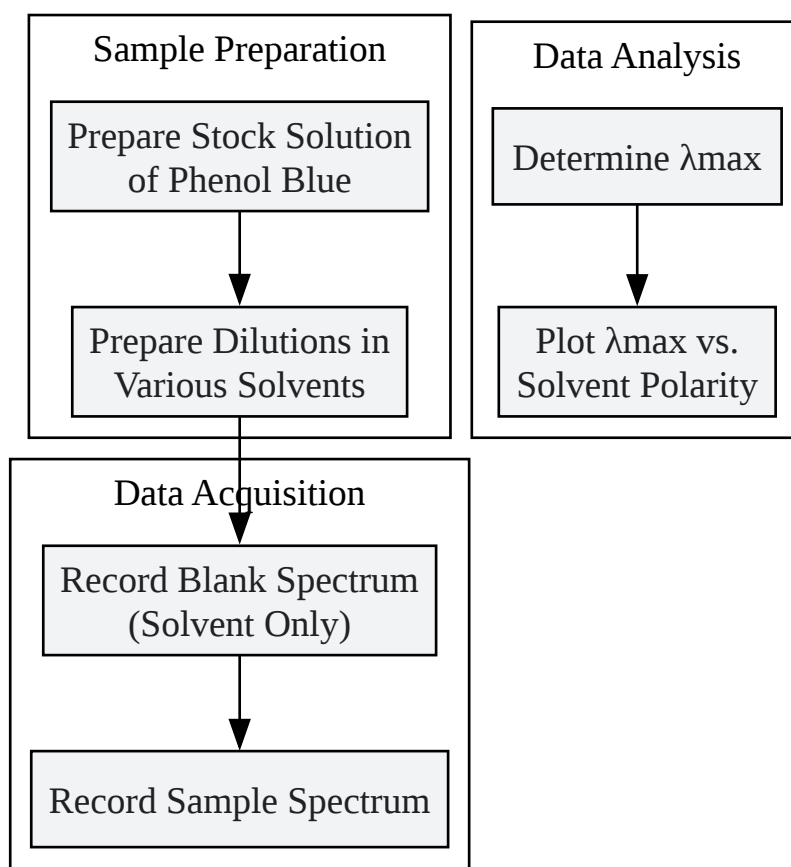 Sample Preparation
Prepare Stock Solution
of Phenol Blue
Prepare Dilutions in
Various Solvents
Data Acquisition
Record Blank Spectrum
(Solvent Only)
Record Sample Spectrum
Data Analysis
Determine λmax
Plot λmax vs.
Solvent Polarity